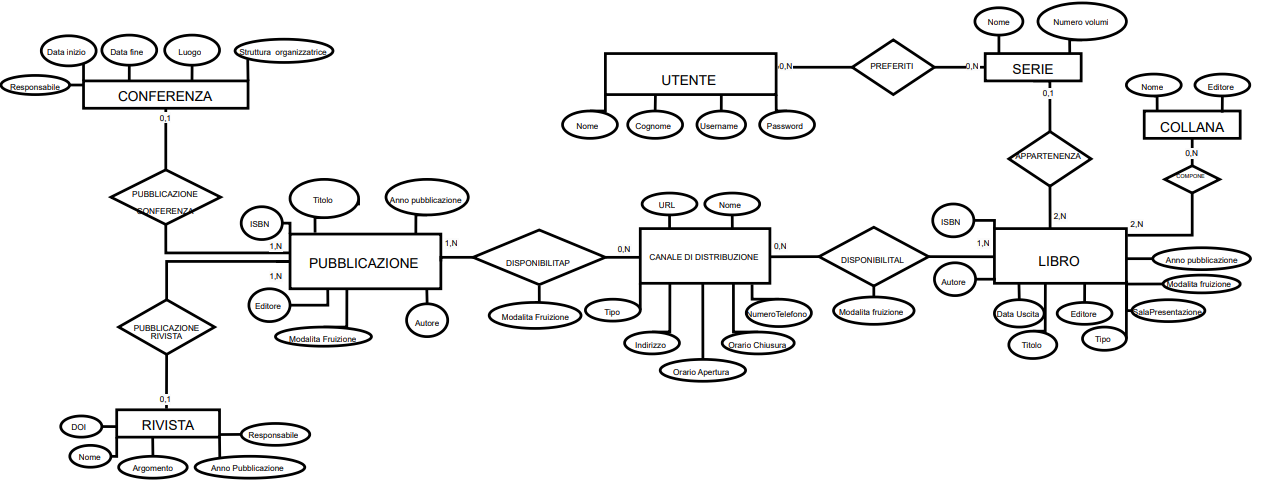 Nome
Numero volumi
Data inizio
Data fine
Luogo
Struttura organizzatrice
Responsabile
CONFERENZA
UTENTE
0,N
PREFERITI
0,N
SERIE
Nome
Cognome
Username
Password
0,1
Nome
Editore
COLLANA
0,1
0,N
APPARTENENZA
COMPONE
PUBBLICAZIONE
CONFERENZA
Titolo
Anno pubblicazione
ISBN
URL
Nome
ISBN
2,N
2,N
1,N
1,N
0,N
0,N
1,N
PUBBLICAZIONE
DISPONIBILITAP
CANALE DI DISTRIBUZIONE
DISPONIBILITAL
LIBRO
Anno pubblicazione
1,N
Autore
Modalita fruizione
Editore
Modalita Fruizione
Autore
Modalita Fruizione
Tipo
NumeroTelefono
Modalita fruizione
Data Uscita
Editore
SalaPresentazione
PUBBLICAZIONE
RIVISTA
Indirizzo
Orario Chiusura
Titolo
Tipo
Orario Apertura
0,1
DOI
RIVISTA
Responsabile
Nome
Argomento
Anno Pubblicazione